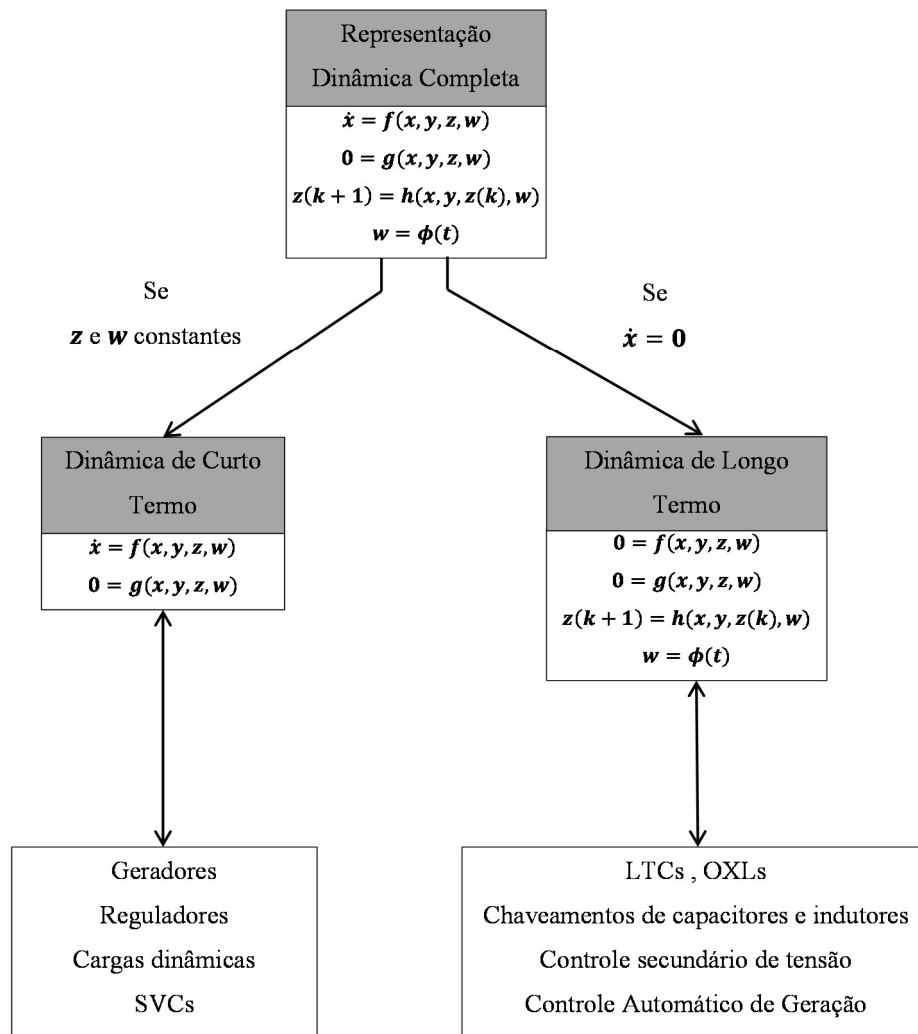 Representação
Dinâmica Completa
ẋ = f(x, y, z, w)
0 = g(x, y, z, w)
z(k + 1) = h(x, y, z(k), w)
w = ϕ(t)
Se
z e w constantes
Se
ẋ = 0
Dinâmica de Curto
Termo
ẋ = f(x, y, z, w)
0 = g(x, y, z, w)
Dinâmica de Longo
Termo
0 = f(x, y, z, w)
0 = g(x, y, z, w)
z(k + 1) = h(x, y, z(k), w)
w = ϕ(t)
Geradores
Reguladores
Cargas dinâmicas
SVCs
LTCs , OXLs
Chaveamentos de capacitores e indutores
Controle secundário de tensão
Controle Automático de Geração